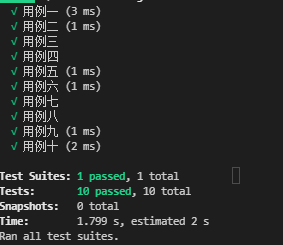 √ 用例一 (3 ms)
√ 用例二 (1 ms)
√ 用例三
√ 用例四
√ 用例五 (1 ms)
√ 用例六 (1 ms)
√ 用例七
√ 用例八
√ 用例九 (1 ms)
√ 用例十 (2 ms)
Test Suites: 1 passed, 1 total
Tests: 10 passed, 10 total
Snapshots: 0 total
Time: 1.799 s, estimated 2 s
Ran all test suites.